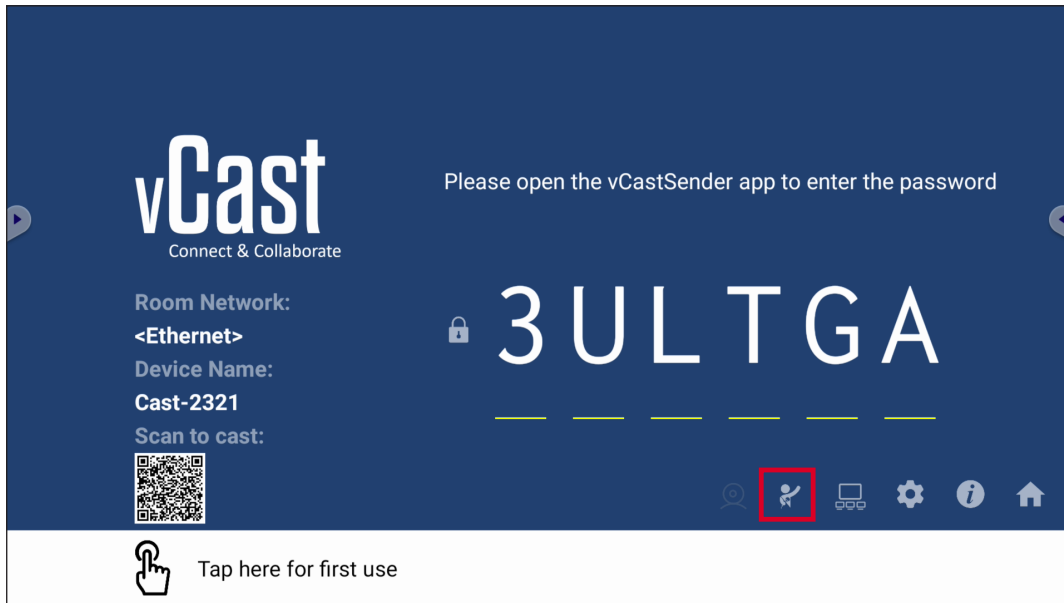 vCast
Connect & Collaborate
Please open the vCastSender app to enter the password
Room Network:
<Ethernet>
Device Name:
Cast-2321
Scan to cast:
3ULTGA
Tap here for first use